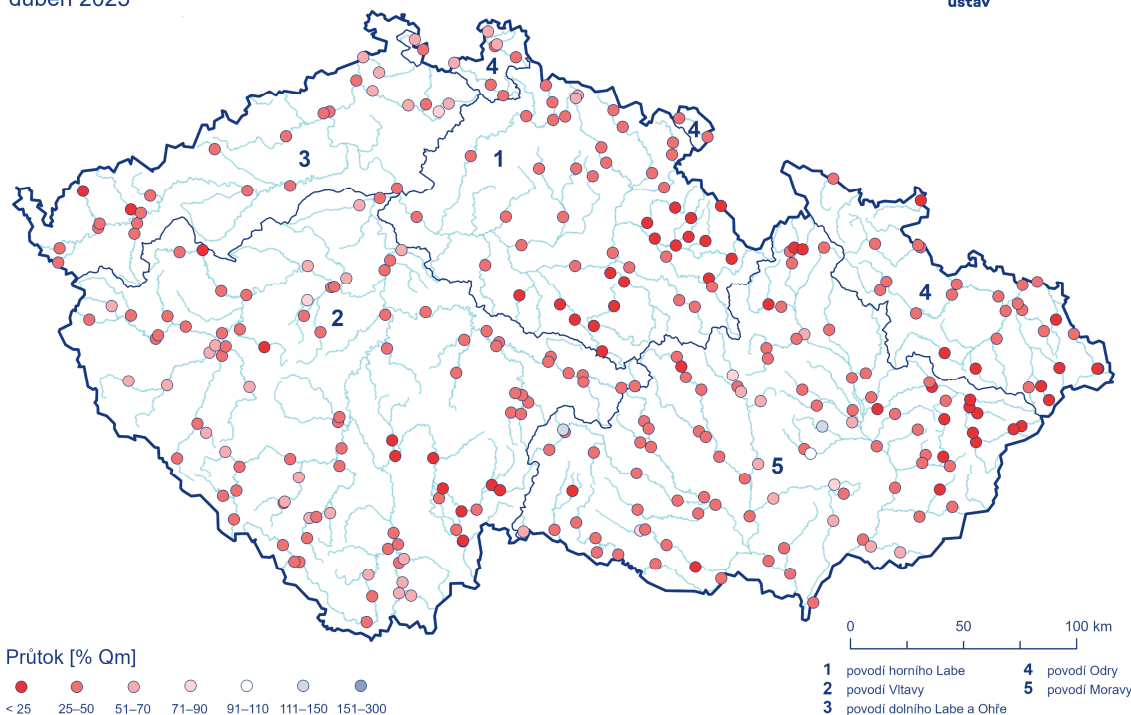 duben 2025
ústav
4
4
3
1
2
4
5
0 50 100 km
Průtok [% Qm]
< 25 25–50 51–70 71–90 91–110 111–150 151–300
1 povodí horního Labe
2 povodí Vltavy
3 povodí dolního Labe a Ohře
4 povodí Odry
5 povodí Moravy